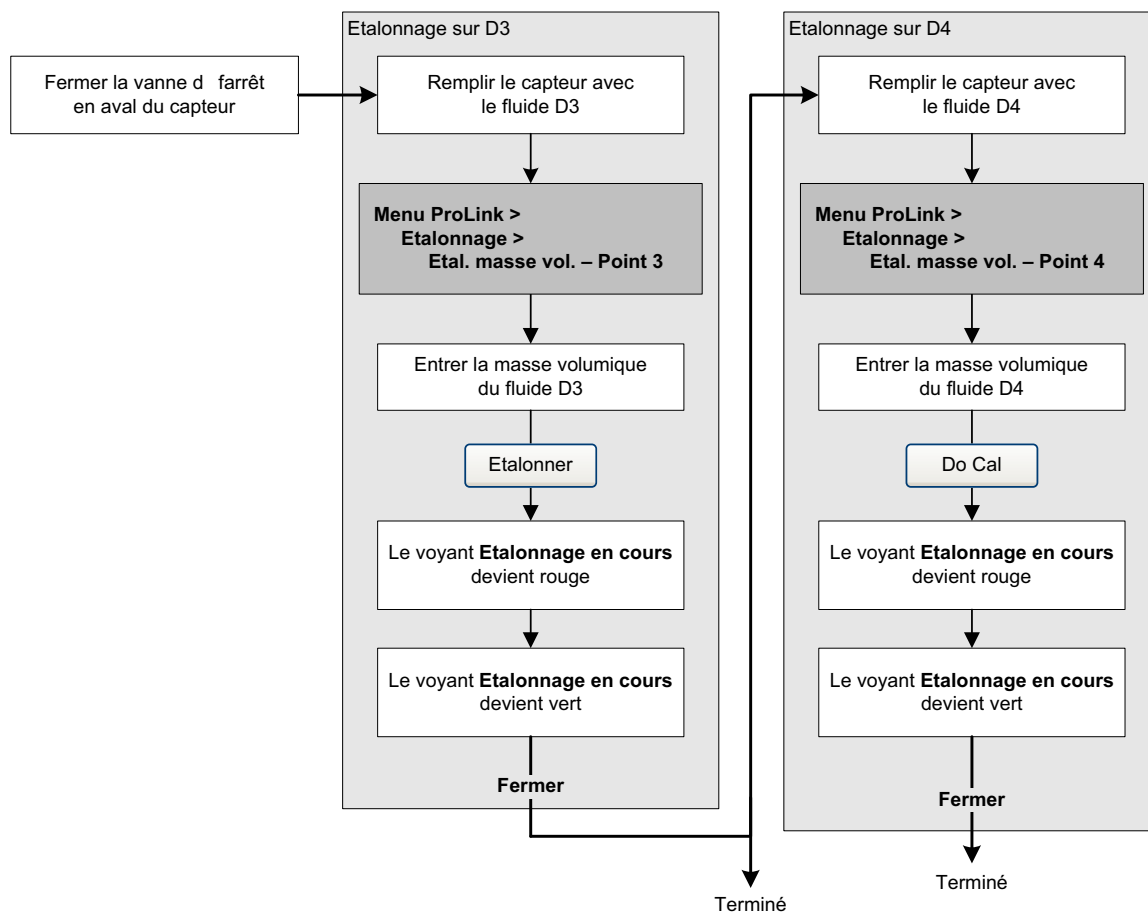 Etalonnage sur D3
Fermer la vanne d farrêt
en aval du capteur
Remplir le capteur avec
le fluide D3
Menu ProLink >
Etalonnage >
Etal. masse vol. – Point 3
Entrer la masse volumique
du fluide D3
Etalonner
Le voyant Etalonnage en cours
devient rouge
Le voyant Etalonnage en cours
devient vert
Fermer
Terminé
Etalonnage sur D4
Remplir le capteur avec
le fluide D4
Menu ProLink >
Etalonnage >
Etal. masse vol. – Point 4
Entrer la masse volumique
du fluide D4
Do Cal
Le voyant Etalonnage en cours
devient rouge
Le voyant Etalonnage en cours
devient vert
Fermer
Terminé